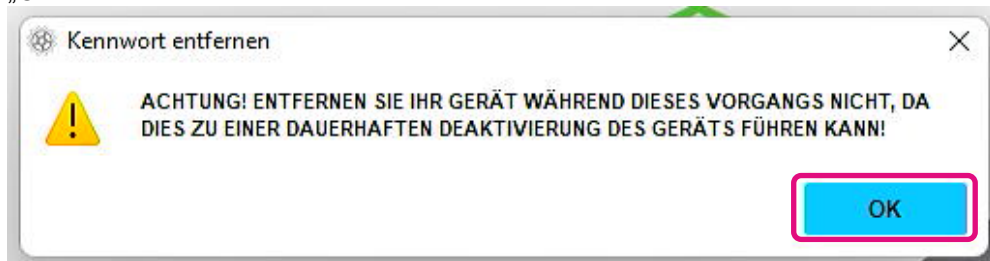 Kennwort entfernen
ACHTUNG! ENTFERNEN SIE IHR GERÄT WÄHREND DIESES VORGANGS NICHT, DA
DIES ZU EINER DAUERHAFTEN DEAKTIVIERUNG DES GERÄTS FÜHREN KANN!
OK